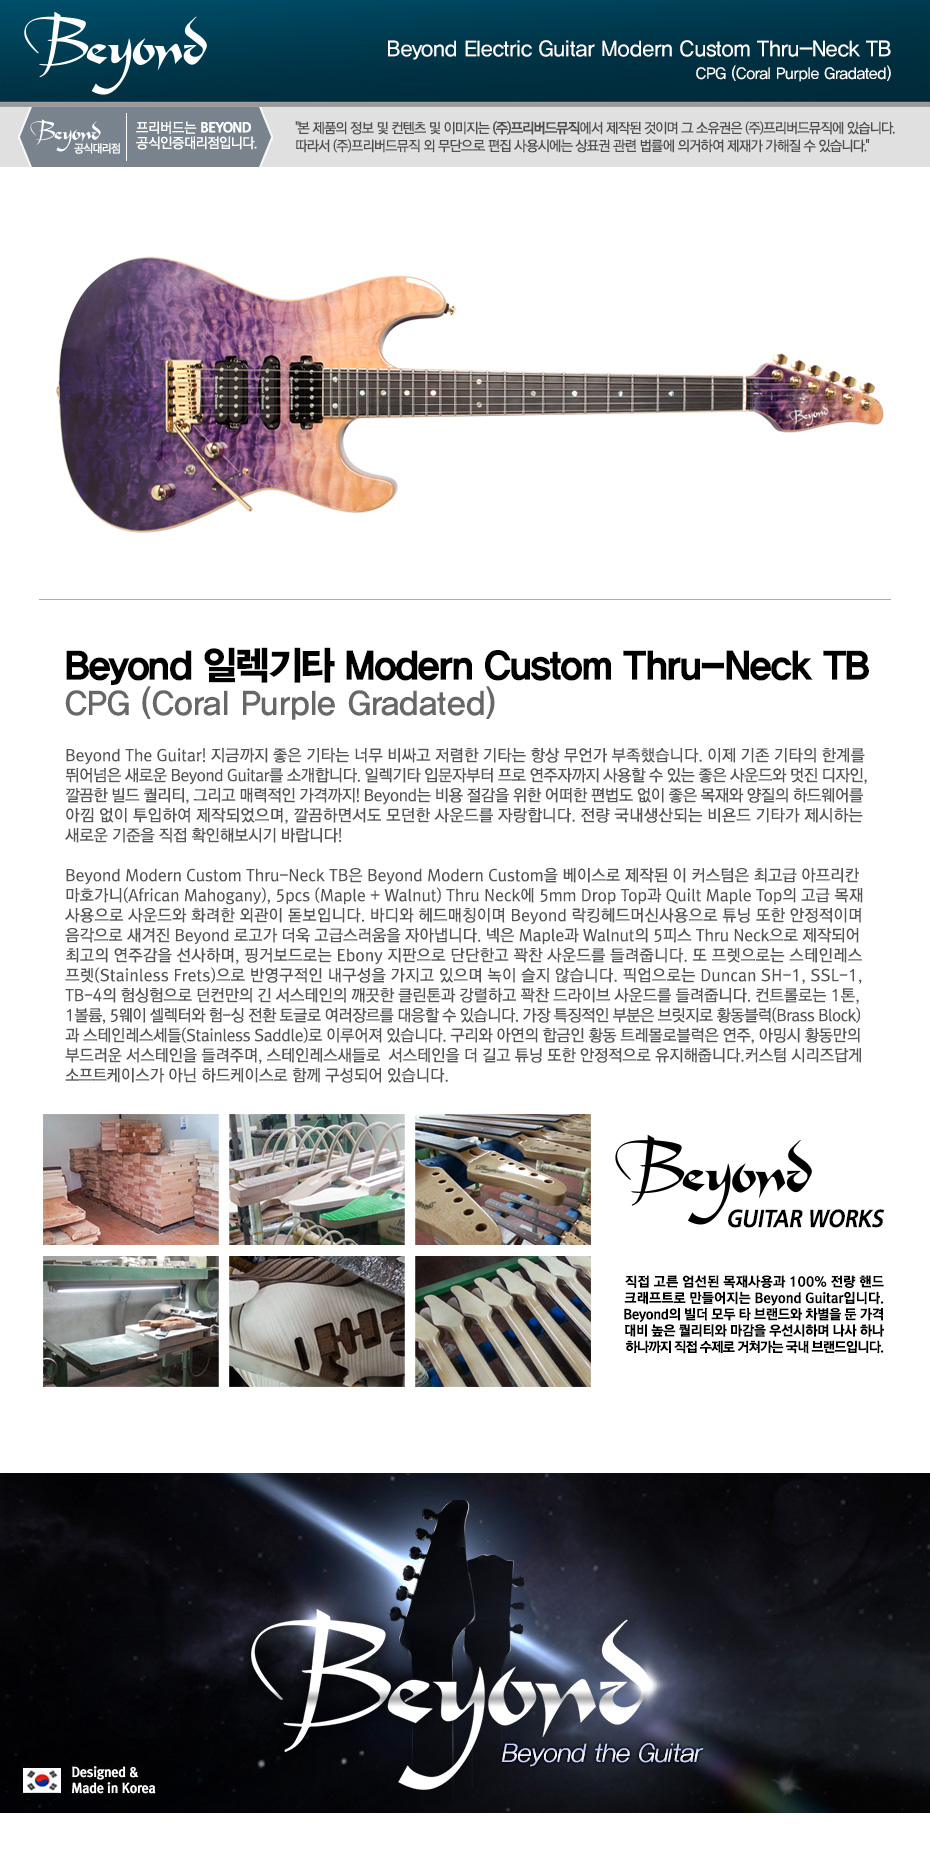 Beyond
Beyond Electric Guitar Modern Custom Thru-Neck TB
CPG (Coral Purple Gradated)
Beyond
공식대리점
프리버드는 BEYOND
공식인증대리점입니다.
"본 제품의 정보 및 컨텐츠 및 이미지는 (주)프리버드뮤직에서 제작된 것이며 그 소유권은 (주)프리버드뮤직에 있습니다.
따라서 (주)프리버드뮤직 외 무단으로 편집 사용시에는 상표권 관련 법률에 의거하여 제재가 가해질 수 있습니다."
Beyond
Beyond 일렉기타 Modern Custom Thru-Neck TB
CPG (Coral Purple Gradated)
Beyond The Guitar! 지금까지 좋은 기타는 너무 비싸고 저렴한 기타는 항상 무언가 부족했습니다. 이제 기존 기타의 한계를
뛰어넘은 새로운 Beyond Guitar를 소개합니다. 일렉기타 입문자부터 프로 연주자까지 사용할 수 있는 좋은 사운드와 멋진 디자인,
깔끔한 빌드 퀄리티, 그리고 매력적인 가격까지! Beyond는 비용 절감을 위한 어떠한 편법도 없이 좋은 목재와 양질의 하드웨어를
아낌 없이 투입하여 제작되었으며, 깔끔하면서도 모던한 사운드를 자랑합니다. 전량 국내생산되는 비욘드 기타가 제시하는
새로운 기준을 직접 확인해보시기 바랍니다!
Beyond Modern Custom Thru-Neck TB은 Beyond Modern Custom을 베이스로 제작된 이 커스텀은 최고급 아프리칸
마호가니(African Mahogany), 5pcs (Maple + Walnut) Thru Neck에 5mm Drop Top과 Quilt Maple Top의 고급 목재
사용으로 사운드와 화려한 외관이 돋보입니다. 바디와 헤드매칭이며 Beyond 락킹헤드머신사용으로 튜닝 또한 안정적이며
음각으로 새겨진 Beyond 로고가 더욱 고급스러움을 자아냅니다. 넥은 Maple과 Walnut의 5피스 Thru Neck으로 제작되어
최고의 연주감을 선사하며, 핑거보드로는 Ebony 지판으로 단단한고 꽉찬 사운드를 들려줍니다. 또 프렛으로는 스테인레스
프렛(Stainless Frets)으로 반영구적인 내구성을 가지고 있으며 녹이 슬지 않습니다. 픽업으로는 Duncan SH-1, SSL-1,
TB-4의 험싱험으로 던컨만의 긴 서스테인의 깨끗한 클린톤과 강렬하고 꽉찬 드라이브 사운드를 들려줍니다. 컨트롤로는 1톤,
1볼륨, 5웨이 셀렉터와 험-싱 전환 토글로 여러장르를 대응할 수 있습니다. 가장 특징적인 부분은 브릿지로 황동블럭(Brass Block)
과 스테인레스세들(Stainless Saddle)로 이루어져 있습니다. 구리와 아연의 합금인 황동 트레몰로블럭은 연주, 아밍시 황동만의
부드러운 서스테인을 들려주며, 스테인레스새들로 서스테인을 더 길고 튜닝 또한 안정적으로 유지해줍니다.커스텀 시리즈답게
소프트케이스가 아닌 하드케이스로 함께 구성되어 있습니다.
Beyond
GUITAR WORKS
직접 고른 엄선된 목재사용과 100% 전량 핸드
크래프트로 만들어지는 Beyond Guitar입니다.
Beyond의 빌더 모두 타 브랜드와 차별을 둔 가격
대비 높은 퀄리티와 마감을 우선시하며 나사 하나
하나까지 직접 수제로 거쳐가는 국내 브랜드입니다.
Beyond
Beyond the Guitar
Designed &
Made in Korea